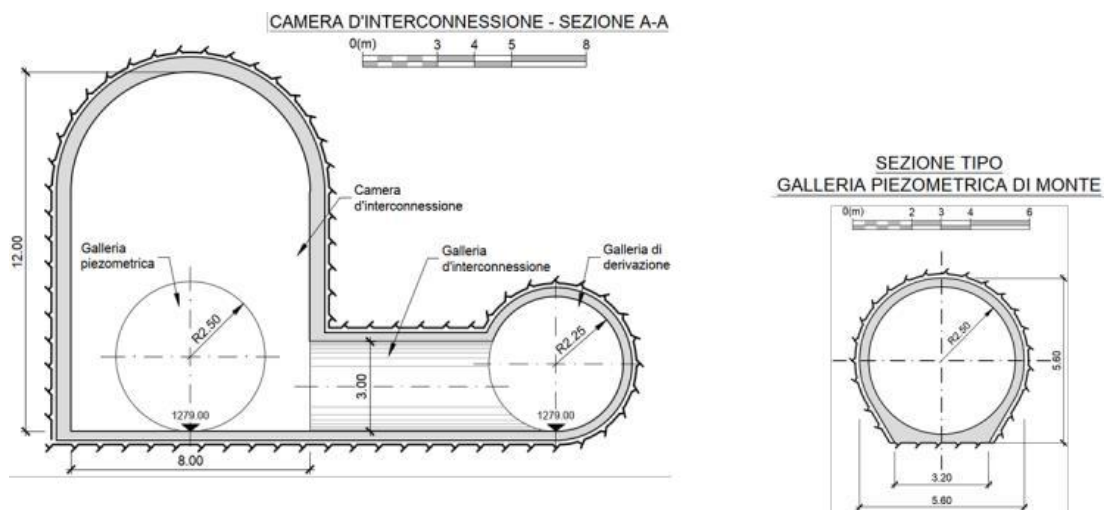 CAMERA D'INTERCONNESSIONE - SEZIONE A-A
0(m) 3 4 5 8
12.00
Camera
d'interconnessione
Galleria
piezometrica
Galleria
d'interconnessione
Galleria di
derivazione
R2.50
R2.25
3.00
1279.00
1279.00
8.00
SEZIONE TIPO
GALLERIA PIEZOMETRICA DI MONTE
0(m) 2 3 4 6
R2.50
5.60
3.20
5.60